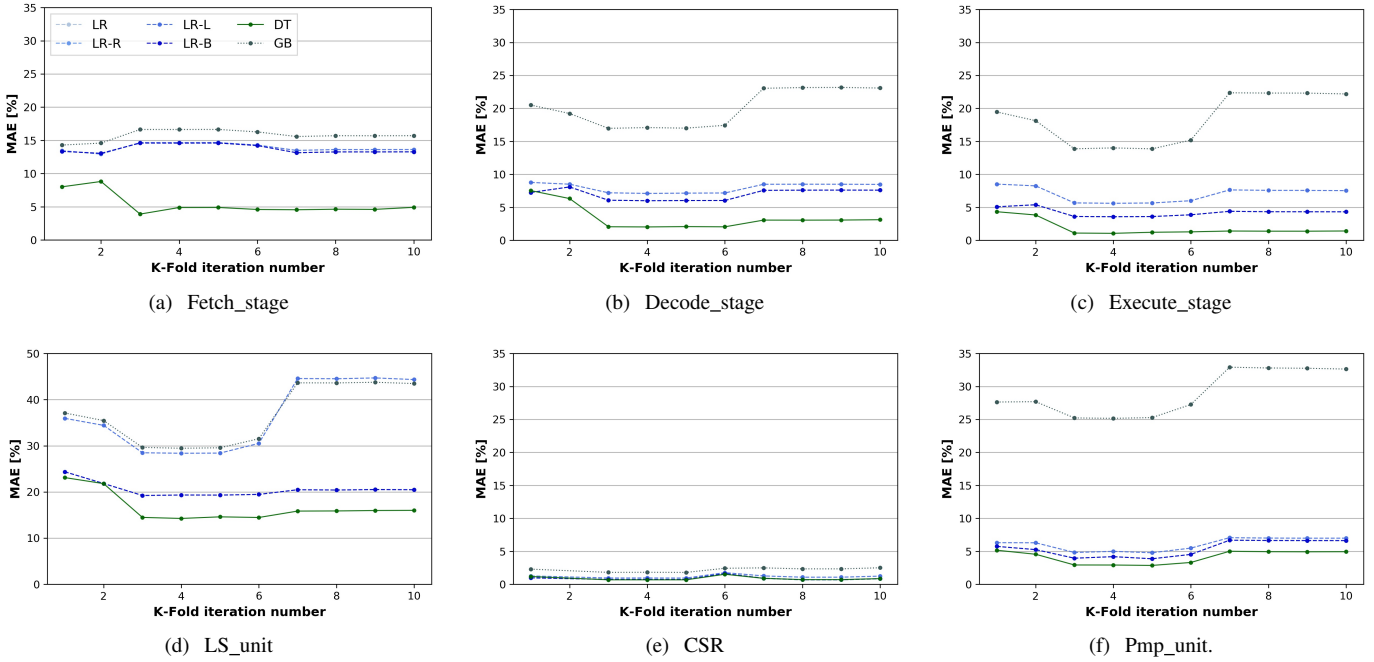 35
30
25
20
15
10
5
0
MAE [%]
LR
LR-R
LR-L
LR-B
DT
GB
2 4 6 8 10
K-Fold iteration number
(a) Fetch_stage
35
30
25
20
15
10
5
0
MAE [%]
2 4 6 8 10
K-Fold iteration number
(b) Decode_stage
35
30
25
20
15
10
5
0
MAE [%]
2 4 6 8 10
K-Fold iteration number
(c) Execute_stage
50
40
30
20
10
0
MAE [%]
2 4 6 8 10
K-Fold iteration number
(d) LS_unit
35
30
25
20
15
10
5
0
MAE [%]
2 4 6 8 10
K-Fold iteration number
(e) CSR
35
30
25
20
15
10
5
0
MAE [%]
2 4 6 8 10
K-Fold iteration number
(f) Pmp_unit.